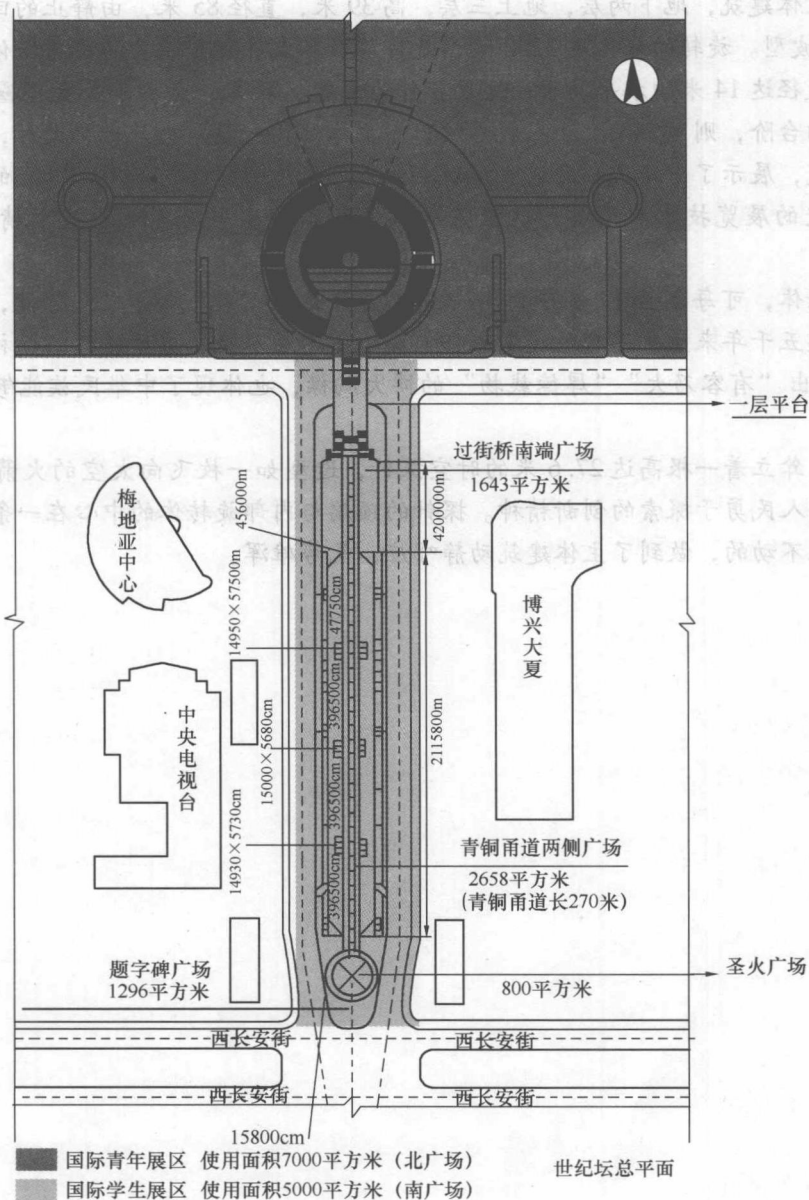 一层平台
过街桥南端广场
1643平方米
梅地亚中心
456000m
4200000m
14950×57500m
47750cm
博兴大夏
中央电视台
396500cm
15000×5680cm
2115800m
396500cm
14930×5730cm
青铜甬道两侧广场
2658平方米
(青铜甬道长270米)
396500cm
题字碑广场
1296平方米
圣火广场
800平方米
西长安街
西长安街
西长安街
西长安街
15800cm
国际青年展区 使用面积7000平方米（北广场）
世纪坛总平面
国际学生展区 使用面积5000平方米（南广场）